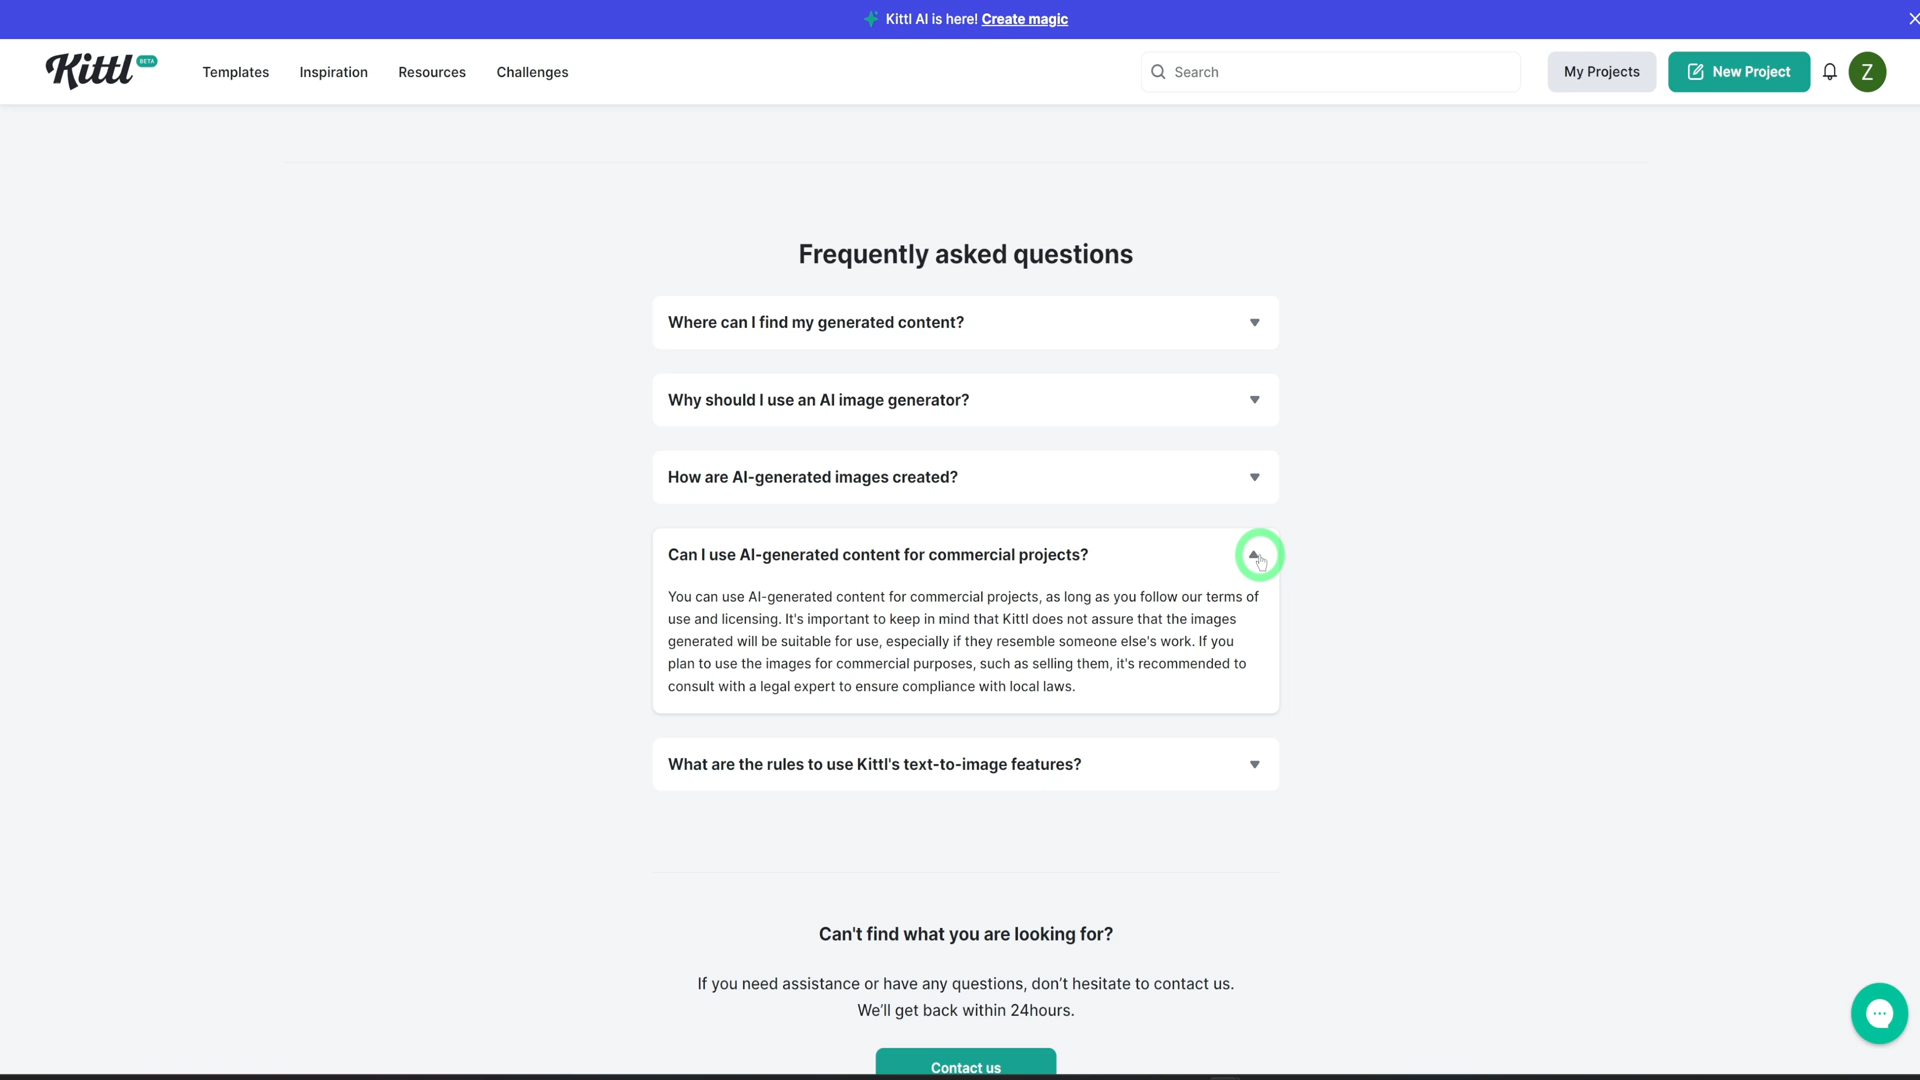 Kittl AI is here! Create magic
Kittl BETA
Templates Inspiration Resources Challenges
Search
My Projects
New Project
Z
Frequently asked questions
Where can I find my generated content?
Why should I use an AI image generator?
How are AI-generated images created?
Can I use AI-generated content for commercial projects?
You can use AI-generated content for commercial projects, as long as you follow our terms of
use and licensing. It's important to keep in mind that Kittl does not assure that the images
generated will be suitable for use, especially if they resemble someone else's work. If you
plan to use the images for commercial purposes, such as selling them, it's recommended to
consult with a legal expert to ensure compliance with local laws.
What are the rules to use Kittl's text-to-image features?
Can't find what you are looking for?
If you need assistance or have any questions, don’t hesitate to contact us.
We’ll get back within 24hours.
Contact us